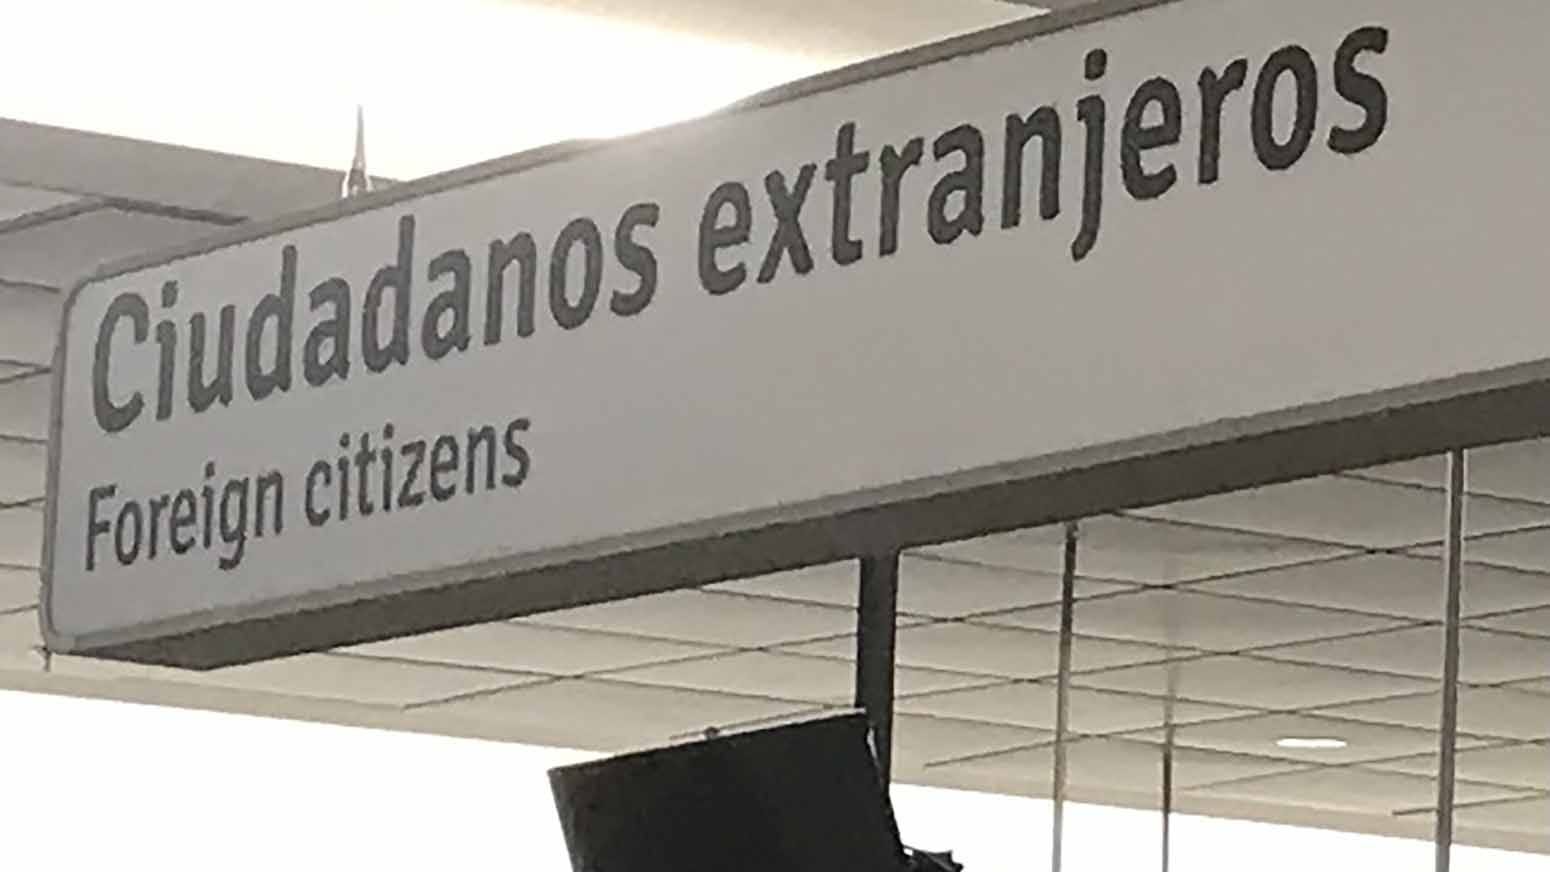 Ciudadanos extranjeros
Foreign citizens